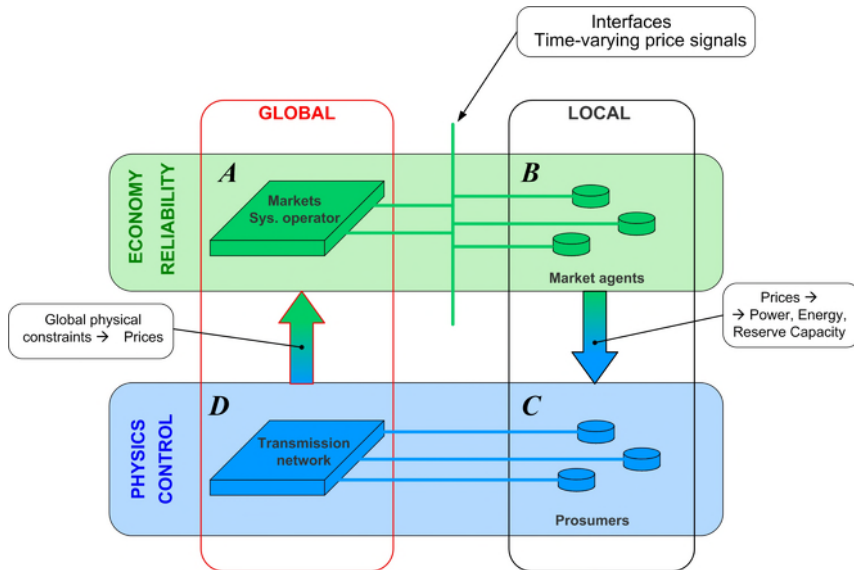 Interfaces
Time-varying price signals
GLOBAL
LOCAL
ECONOMY
RELIABILITY
A
Markets
Sys. operator
B
Market agents
Global physical
constraints → Prices
Prices →
→ Power, Energy,
Reserve Capacity
PHYSICS
CONTROL
D
Transmission
network
C
Prosumers